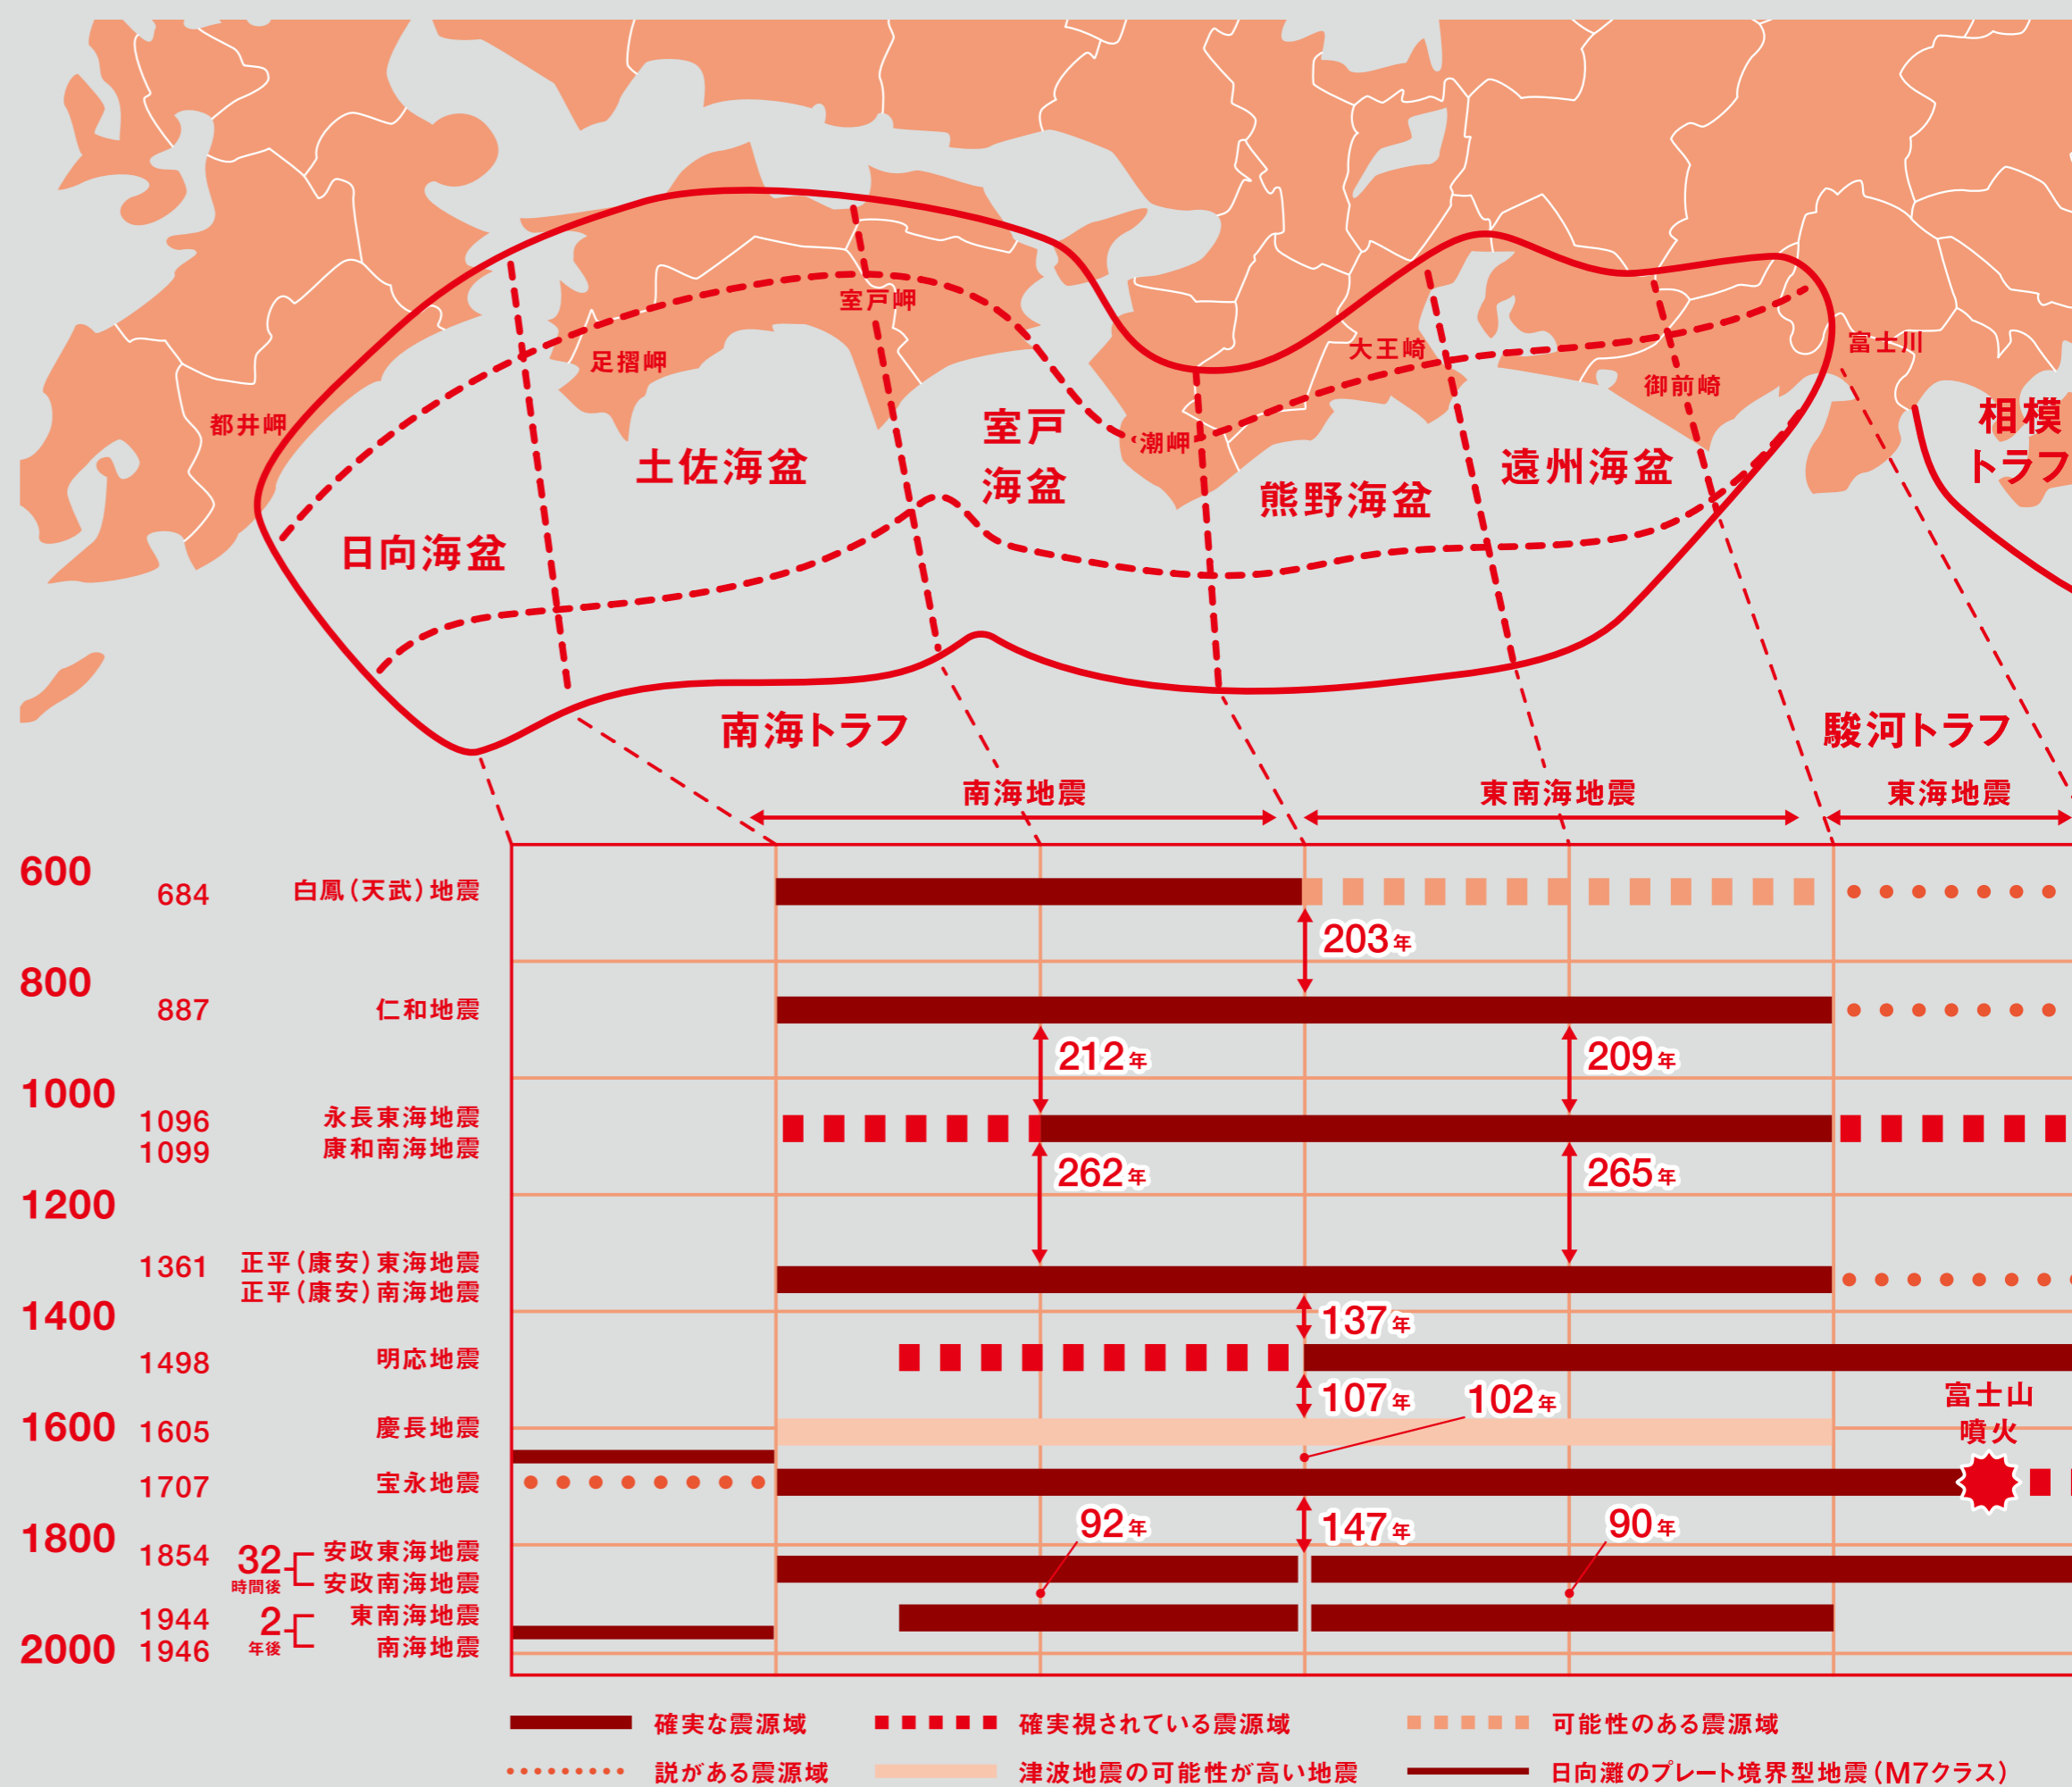 室戸岬
富士川
足摺岬
大王崎
御前崎
都井岬
相模
トラフ
室戸
海盆
潮岬
土佐海盆
遠州海盆
熊野海盆
日向海盆
南海トラフ
駿河トラフ
南海地震
東南海地震
東海地震
600
684 白鳳(天武)地震
203年
800
887 仁和地震
212年
209年
1000
1096 永長東海地震
1099 康和南海地震
262年
265年
1200
1361 正平(康安)東海地震
正平(康安)南海地震
1400
137年
1498 明応地震
107年
102年
富士山
噴火
1600
1605 慶長地震
1707 宝永地震
92年
147年
90年
1800
1854 32時間後 安政東海地震
安政南海地震
1944 2年後 東南海地震
1946 南海地震
2000
確実な震源域
確実視されている震源域
可能性のある震源域
説がある震源域
津波地震の可能性が高い地震
日向灘のプレート境界型地震(M7クラス)